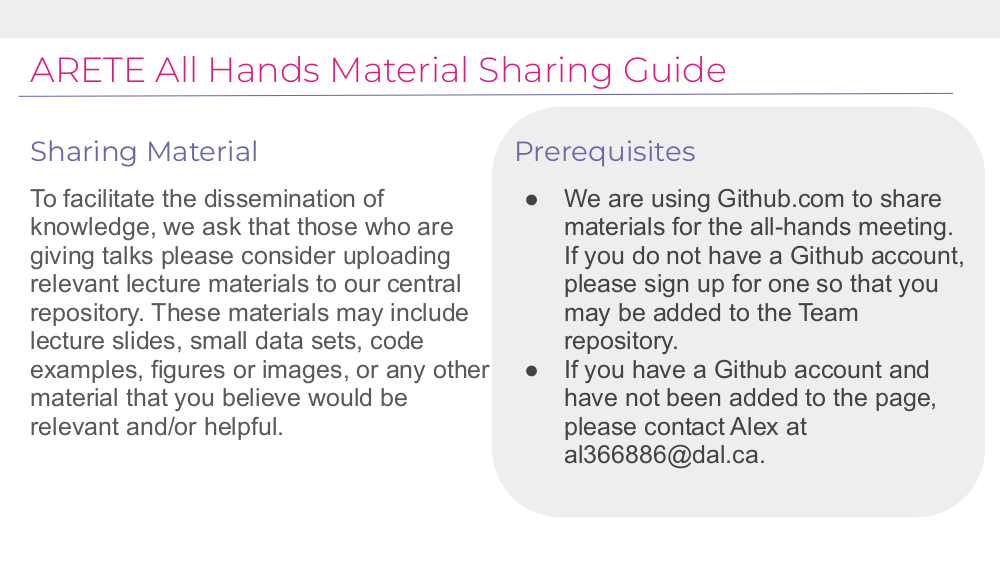 ARETE All Hands Material Sharing Guide
Sharing Material
To facilitate the dissemination of
knowledge, we ask that those who are
giving talks please consider uploading
relevant lecture materials to our central
repository. These materials may include
lecture slides, small data sets, code
examples, figures or images, or any other
material that you believe would be
relevant and/or helpful.
Prerequisites
● We are using Github.com to share
materials for the all-hands meeting.
If you do not have a Github account,
please sign up for one so that you
may be added to the Team
repository.
● If you have a Github account and
have not been added to the page,
please contact Alex at
al366886@dal.ca.